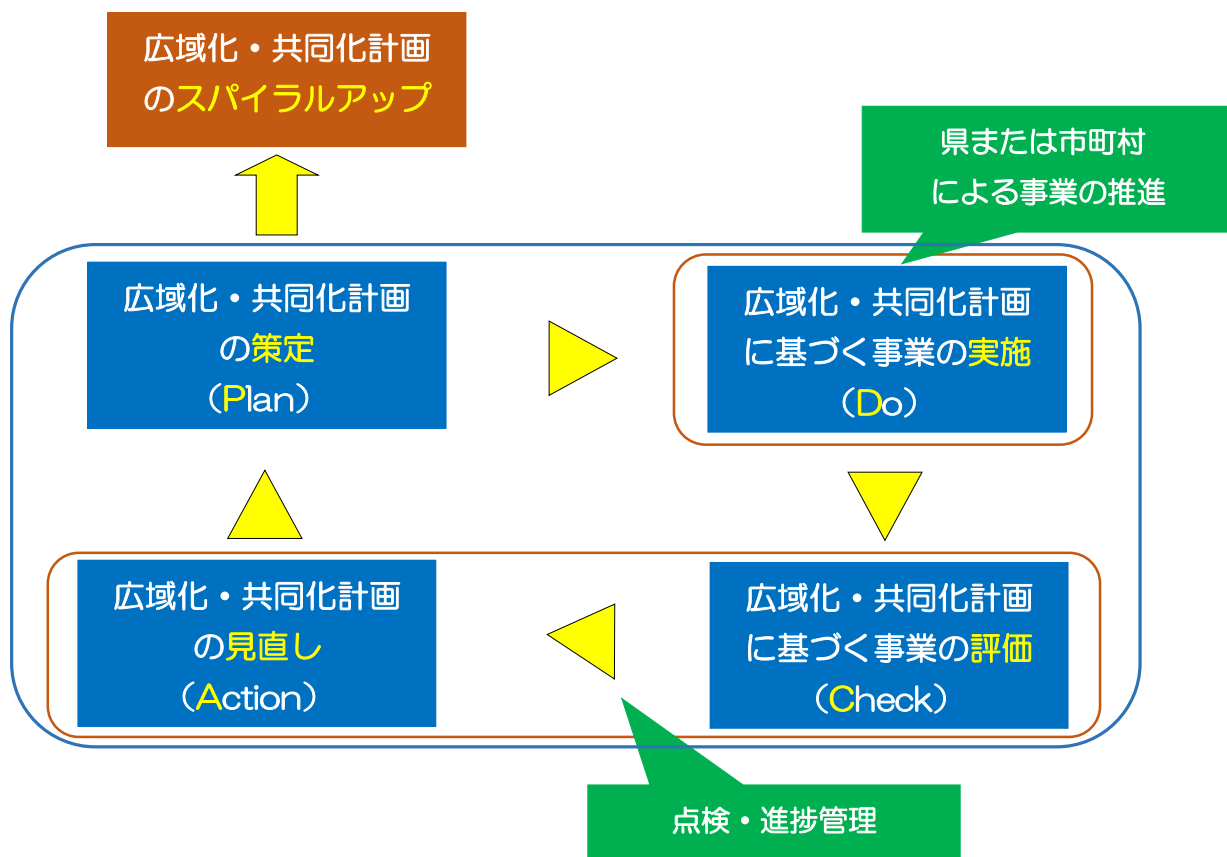 広域化・共同化計画
のスパイラルアップ
県または市町村
による事業の推進
広域化・共同化計画
の策定
（Plan）
広域化・共同化計画
に基づく事業の実施
（Do）
広域化・共同化計画
の見直し
（Action）
広域化・共同化計画
に基づく事業の評価
（Check）
点検・進捗管理